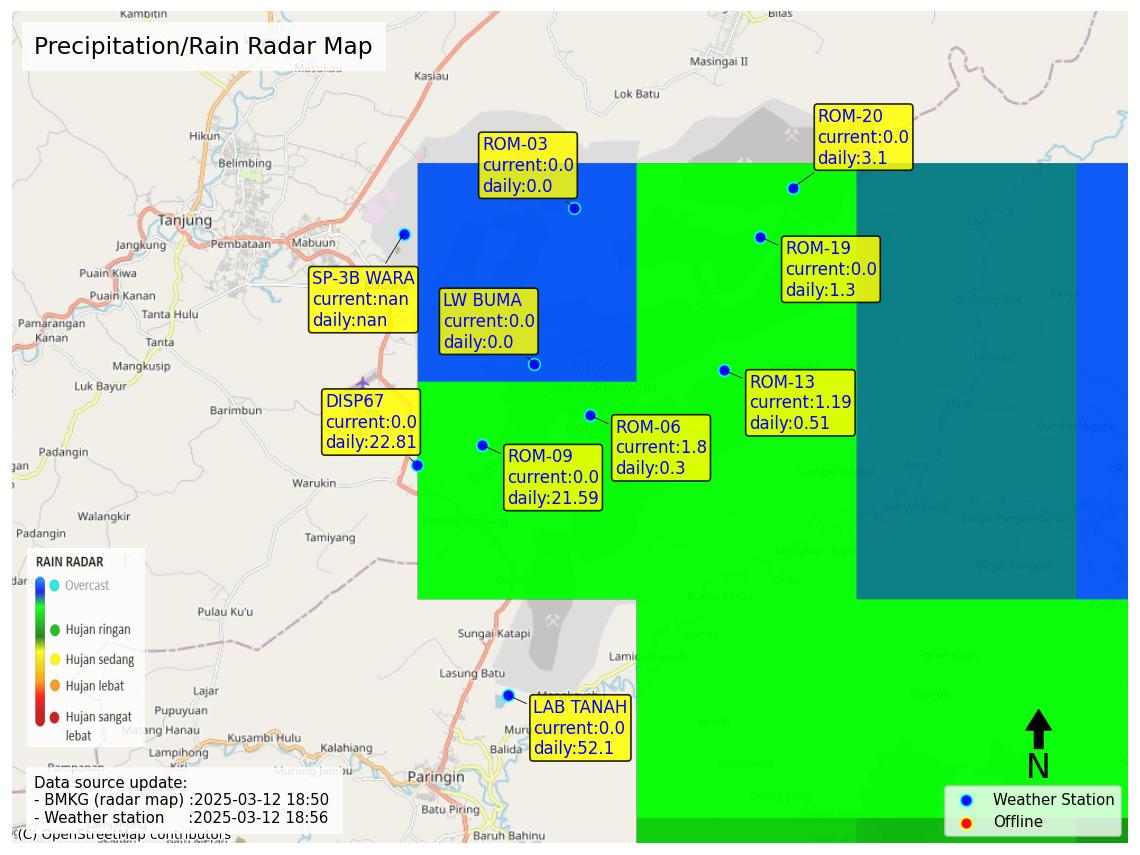 Precipitation/Rain Radar Map
Kambitin
Bilas
Masingai II
Kasiau
Lok Batu
Hikun
Belimbing
ROM-03
current:0.0
daily:0.0
ROM-20
current:0.0
daily:3.1
Tanjung
Jangkung
Pembataan
Mabuun
ROM-19
current:0.0
daily:1.3
SP-3B WARA
current:nan
daily:nan
Puain Kiwa
Puain Kanan
Tanta Hulu
LW BUMA
current:0.0
daily:0.0
Pamarangan
Kanan
Tanta
Mangkusip
Luk Bayur
Barimbun
ROM-13
current:1.19
daily:0.51
DISP67
current:0.0
daily:22.81
ROM-06
current:1.8
daily:0.3
ROM-09
current:0.0
daily:21.59
Padangin
Warukin
Walangkir
Padangin
Tamiyang
RAIN RADAR
Overcast
Hujan ringan
Hujan sedang
Hujan lebat
Hujan sangat
lebat
Pulau Ku'u
Sungai Katapi
Lasung Batu
Lajar
Pupuyuan
Matang Hanau
Kusambi Hulu
Lampihong
Kalahiang
Murung Jambu
LAB TANAH
current:0.0
daily:52.1
Balida
Paringin
Batu Piring
Baruh Bahinu
N
Weather Station
Offline
Data source update:
- BMKG (radar map) :2025-03-12 18:50
- Weather station :2025-03-12 18:56
(C) OpenStreetMap contributors